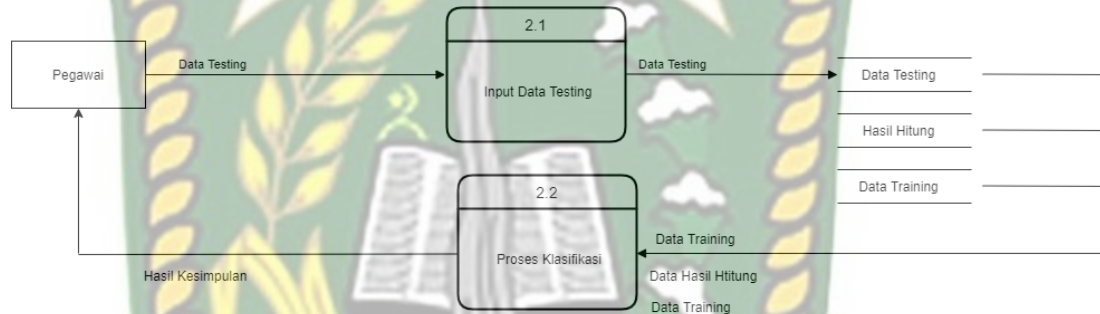 2.1
Pegawai
Data Testing
Input Data Testing
Data Testing
Data Testing
Hasil Hitung
Data Training
2.2
Proses Klasifikasi
Data Training
Data Hasil Htitung
Data Training
Hasil Kesimpulan